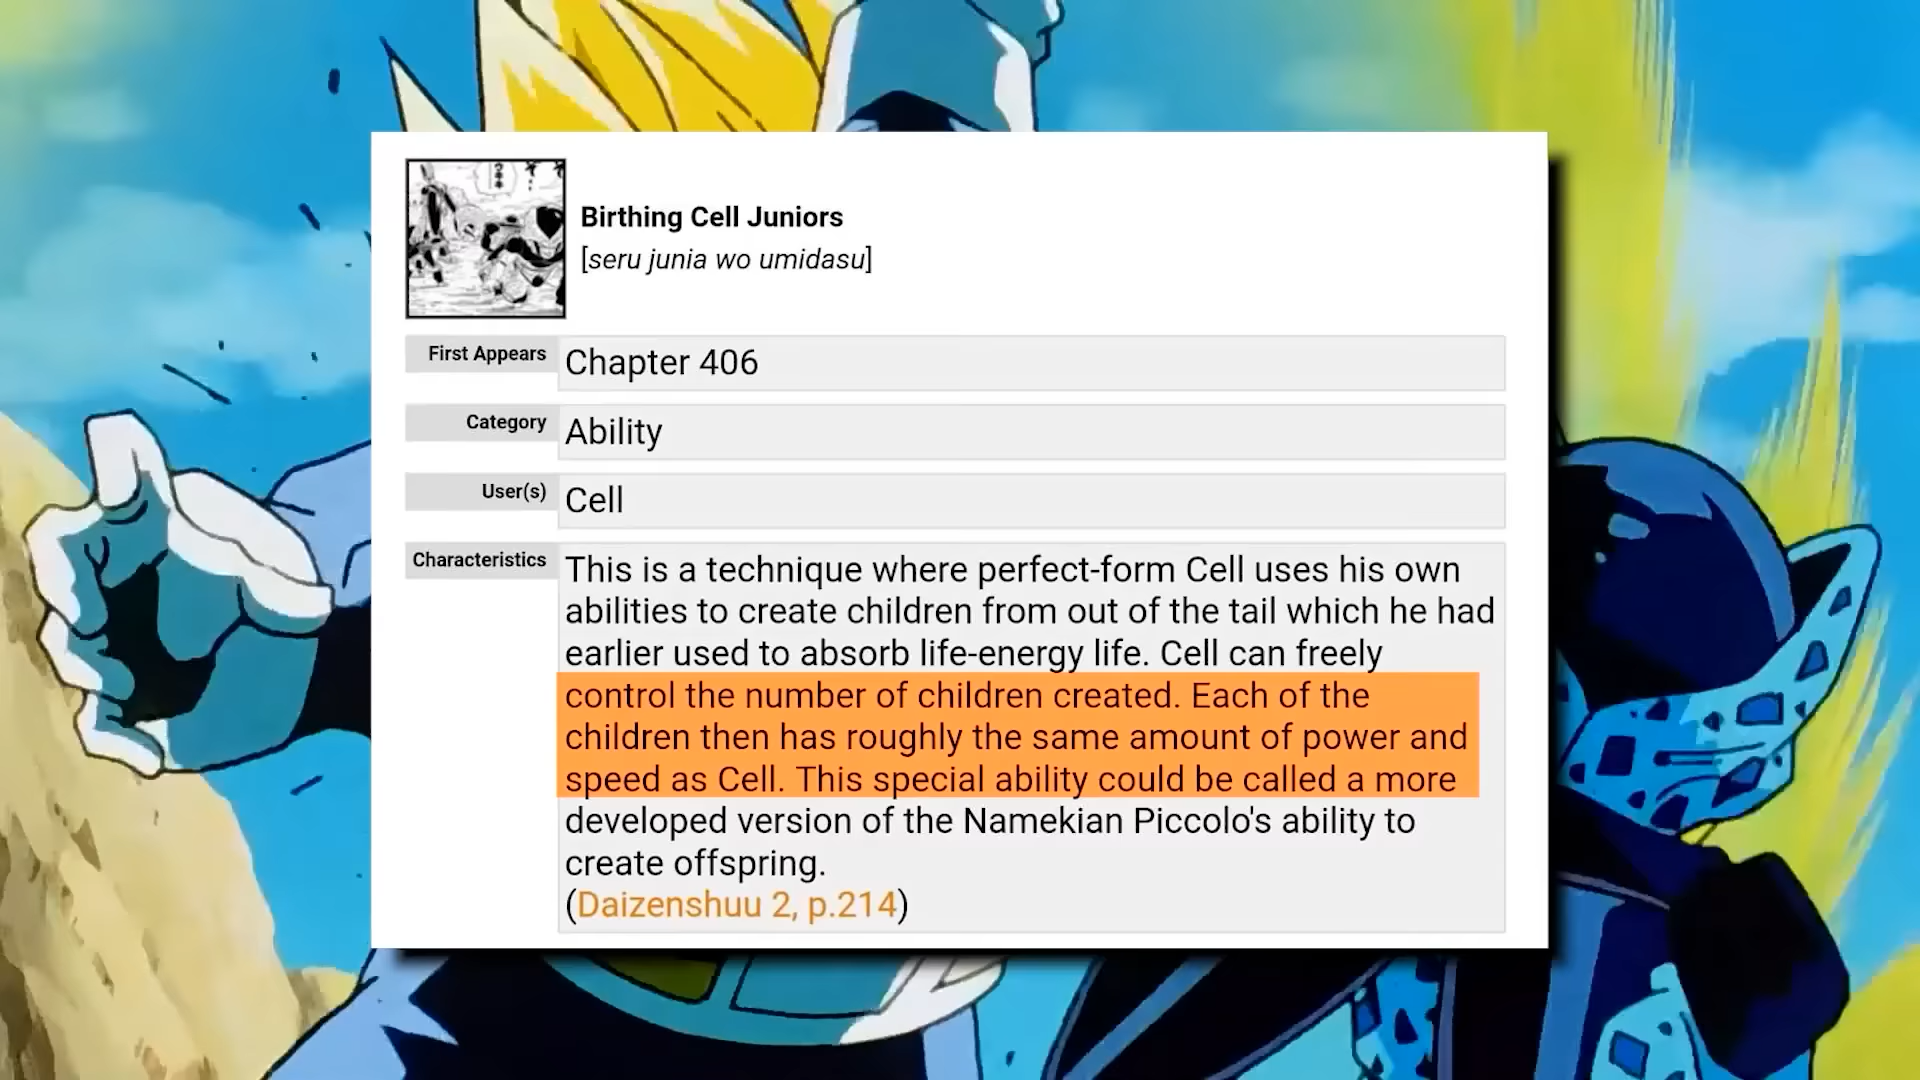 Birthing Cell Juniors
[seru junia wo umidasu]
First Appears
Chapter 406
Category
Ability
User(s)
Cell
Characteristics
This is a technique where perfect-form Cell uses his own
abilities to create children from out of the tail which he had
earlier used to absorb life-energy life. Cell can freely
control the number of children created. Each of the
children then has roughly the same amount of power and
speed as Cell. This special ability could be called a more
developed version of the Namekian Piccolo's ability to
create offspring.
(Daizenshuu 2, p.214)